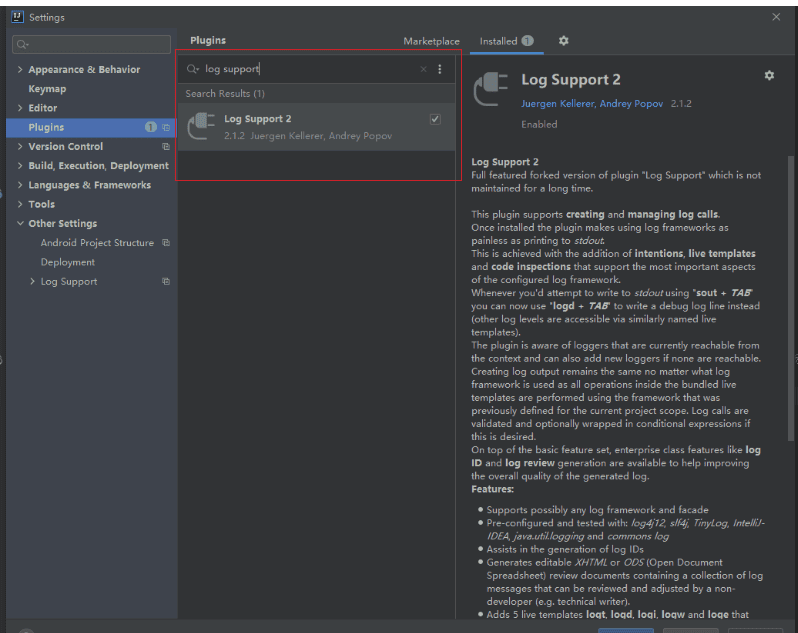 Settings
Appearance & Behavior
Keymap
Editor
Plugins 1
Version Control
Build, Execution, Deployment
Languages & Frameworks
Tools
Other Settings
Android Project Structure
Deployment
Log Support
Plugins
Marketplace
Installed 1
log support
Search Results (1)
Log Support 2
2.1.2 Juergen Kellerer, Andrey Popov
Log Support 2
Juergen Kellerer, Andrey Popov 2.1.2
Enabled
Log Support 2
Full featured forked version of plugin "Log Support" which is not
maintained for a long time.
This plugin supports creating and managing log calls.
Once installed the plugin makes using log frameworks as
painless as printing to stdout.
This is achieved with the addition of intentions, live templates
and code inspections that support the most important aspects
of the configured log framework.
Whenever you'd attempt to write to stdout using "sout + TAB"
you can now use "logd + TAB" to write a debug log line instead
(other log levels are accessible via similarly named live
templates).
The plugin is aware of loggers that are currently reachable from
the context and can also add new loggers if none are reachable.
Creating log output remains the same no matter what log
framework is used as all operations inside the bundled live
templates are performed using the framework that was
previously defined for the current project scope. Log calls are
validated and optionally wrapped in conditional expressions if
this is desired.
On top of the basic feature set, enterprise class features like log
ID and log review generation are available to help improving
the overall quality of the generated log.
Features:
• Supports possibly any log framework and facade
• Pre-configured and tested with: log4j12, slf4j, TinyLog, IntelliJ-
IDEA, java.util.logging and commons log
• Assists in the generation of log IDs
• Generates editable XHTML or ODS (Open Document
Spreadsheet) review documents containing a collection of log
messages that can be reviewed and adjusted by a non-
developer (e.g. technical writer).
• Adds 5 live templates logt, logd, logi, logw and loge that